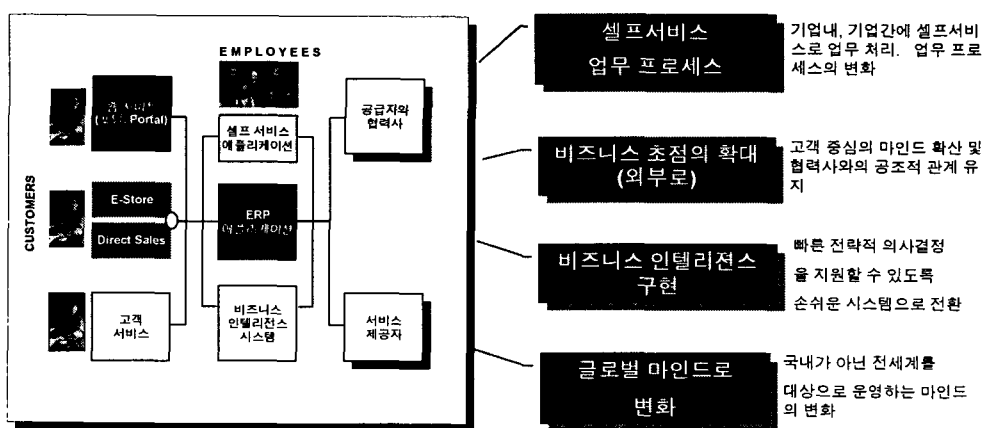 EMPLOYEES
CUSTOMERS
Portal)
E-Store
Direct Sales
고객
서비스
셀프 서비스
애플리케이션
ERP
비즈니스
인텔리전스
시스템
공급자와
협력사
서비스
제공자
셀프서비스
업무 프로세스
기업내, 기업간에 셀프서비
스로 업무 처리. 업무 프로
세스의 변화
비즈니스 초점의 확대
(외부로)
고객 중심의 마인드 확산 및
협력사와의 공조적 관계 유
지
비즈니스 인텔리젼스
구현
빠른 전략적 의사결정
을 지원할 수 있도록
손쉬운 시스템으로 전환
글로벌 마인드로
변화
국내가 아닌 전세계를
대상으로 운영하는 마인드
의 변화